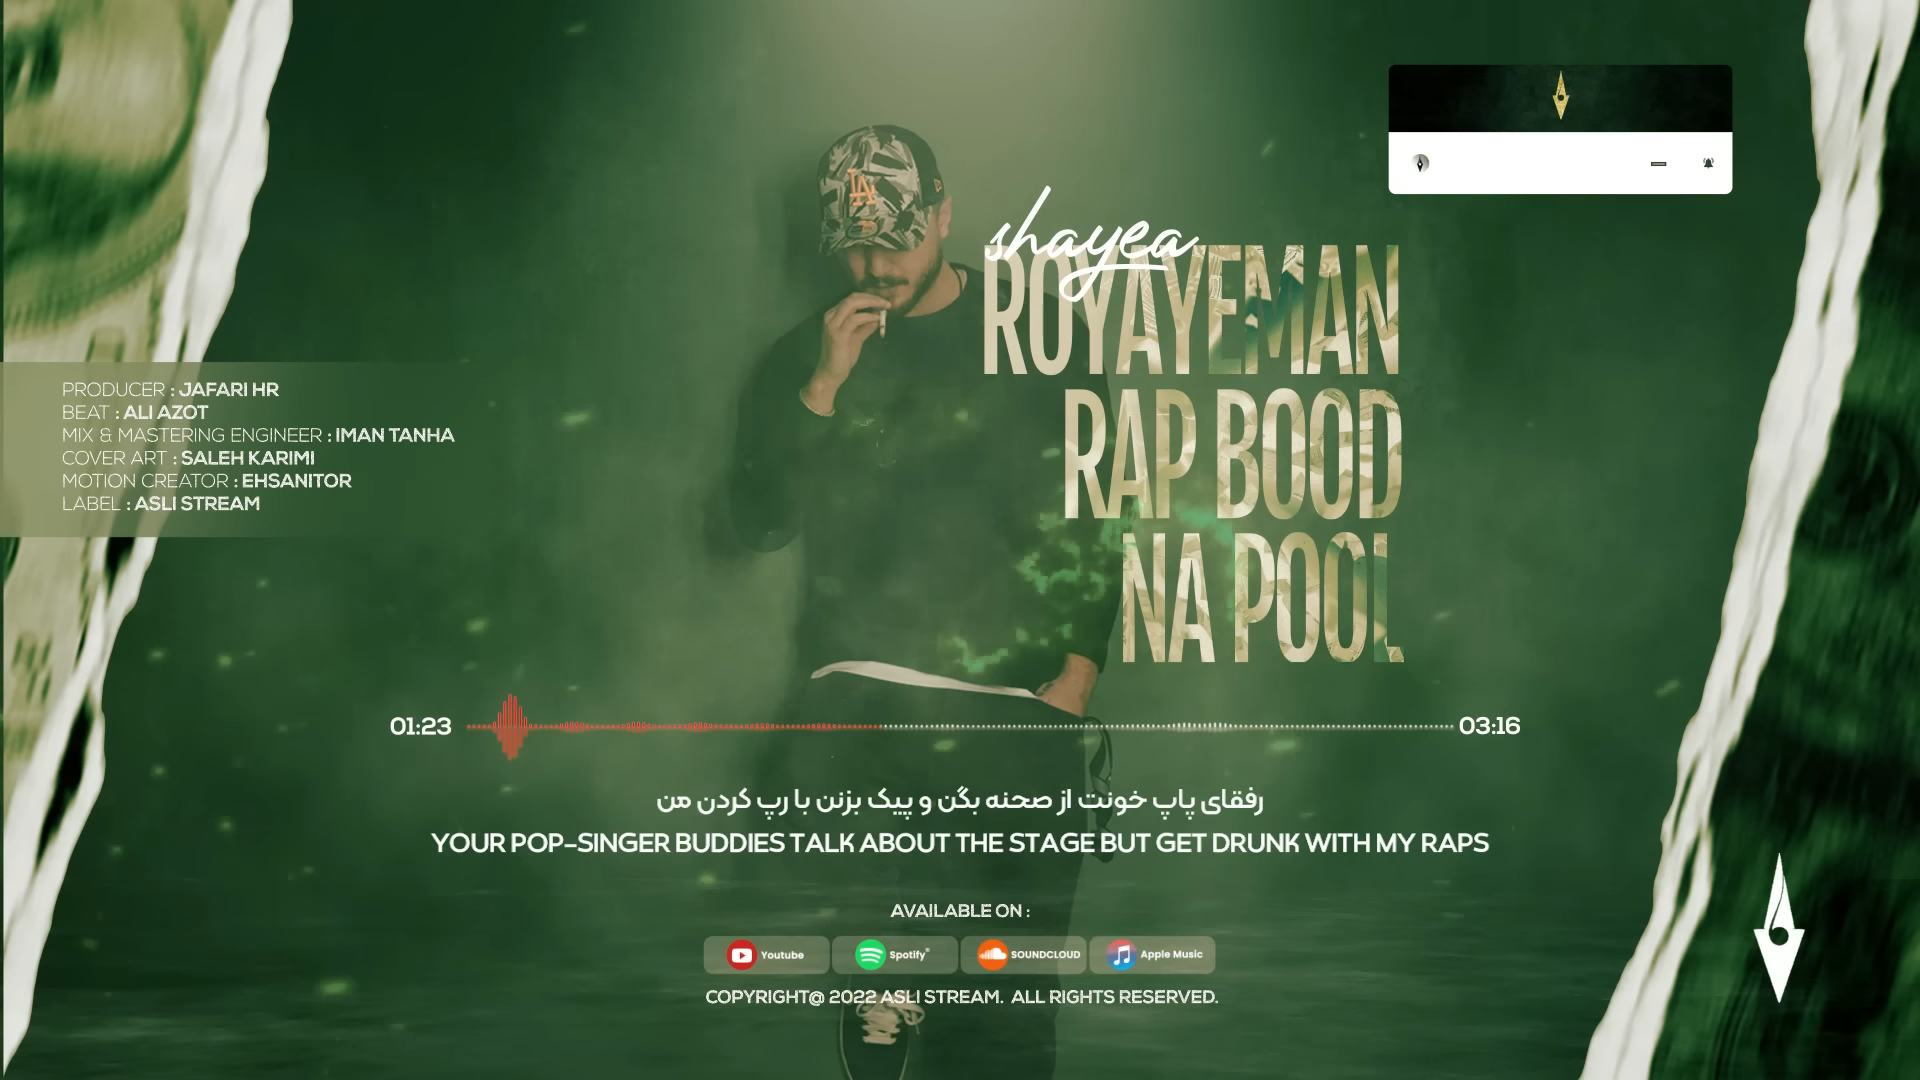 shayea
ROYAYEMAN
RAP BOOD
NA POOL
LA
PRODUCER : JAFARI HR
BEAT : ALI AZOT
MIX & MASTERING ENGINEER : IMAN TANHA
COVER ART : SALEH KARIMI
MOTION CREATOR : EHSANITOR
LABEL : ASLI STREAM
01:23
03:16
رفقای پاپ خونت از صحنه بگن و پیک بزنن با رپ کردن من
YOUR POP-SINGER BUDDIES TALK ABOUT THE STAGE BUT GET DRUNK WITH MY RAPS
AVAILABLE ON :
Youtube
Spotify®
SOUNDCLOUD
Apple Music
COPYRIGHT@ 2022 ASLI STREAM. ALL RIGHTS RESERVED.